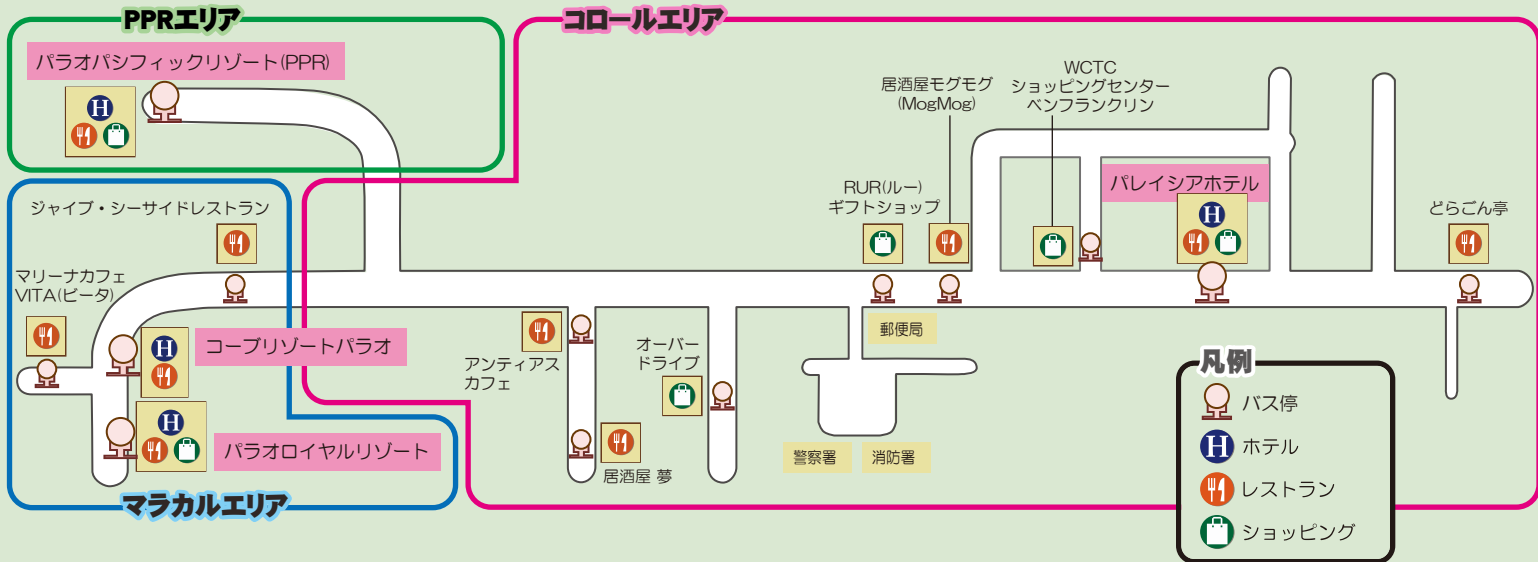 PPRエリア
パラオパシフィックリゾート(PPR)
H
コロールエリア
居酒屋モグモグ
(MogMog)
WCTC
ショッピングセンター
ベンフランクリン
RUR(ルー)
ギフトショップ
パレイシアホテル
H
どらごん亭
ジャイブ・シーサイドレストラン
マリーナカフェ
VITA(ビータ)
H
コーブリゾートパラオ
H
パラオロイヤルリゾート
マラカルエリア
アンティアス
カフェ
居酒屋 夢
オーバー
ドライブ
郵便局
警察署
消防署
凡例
バス停
H
ホテル
レストラン
ショッピング